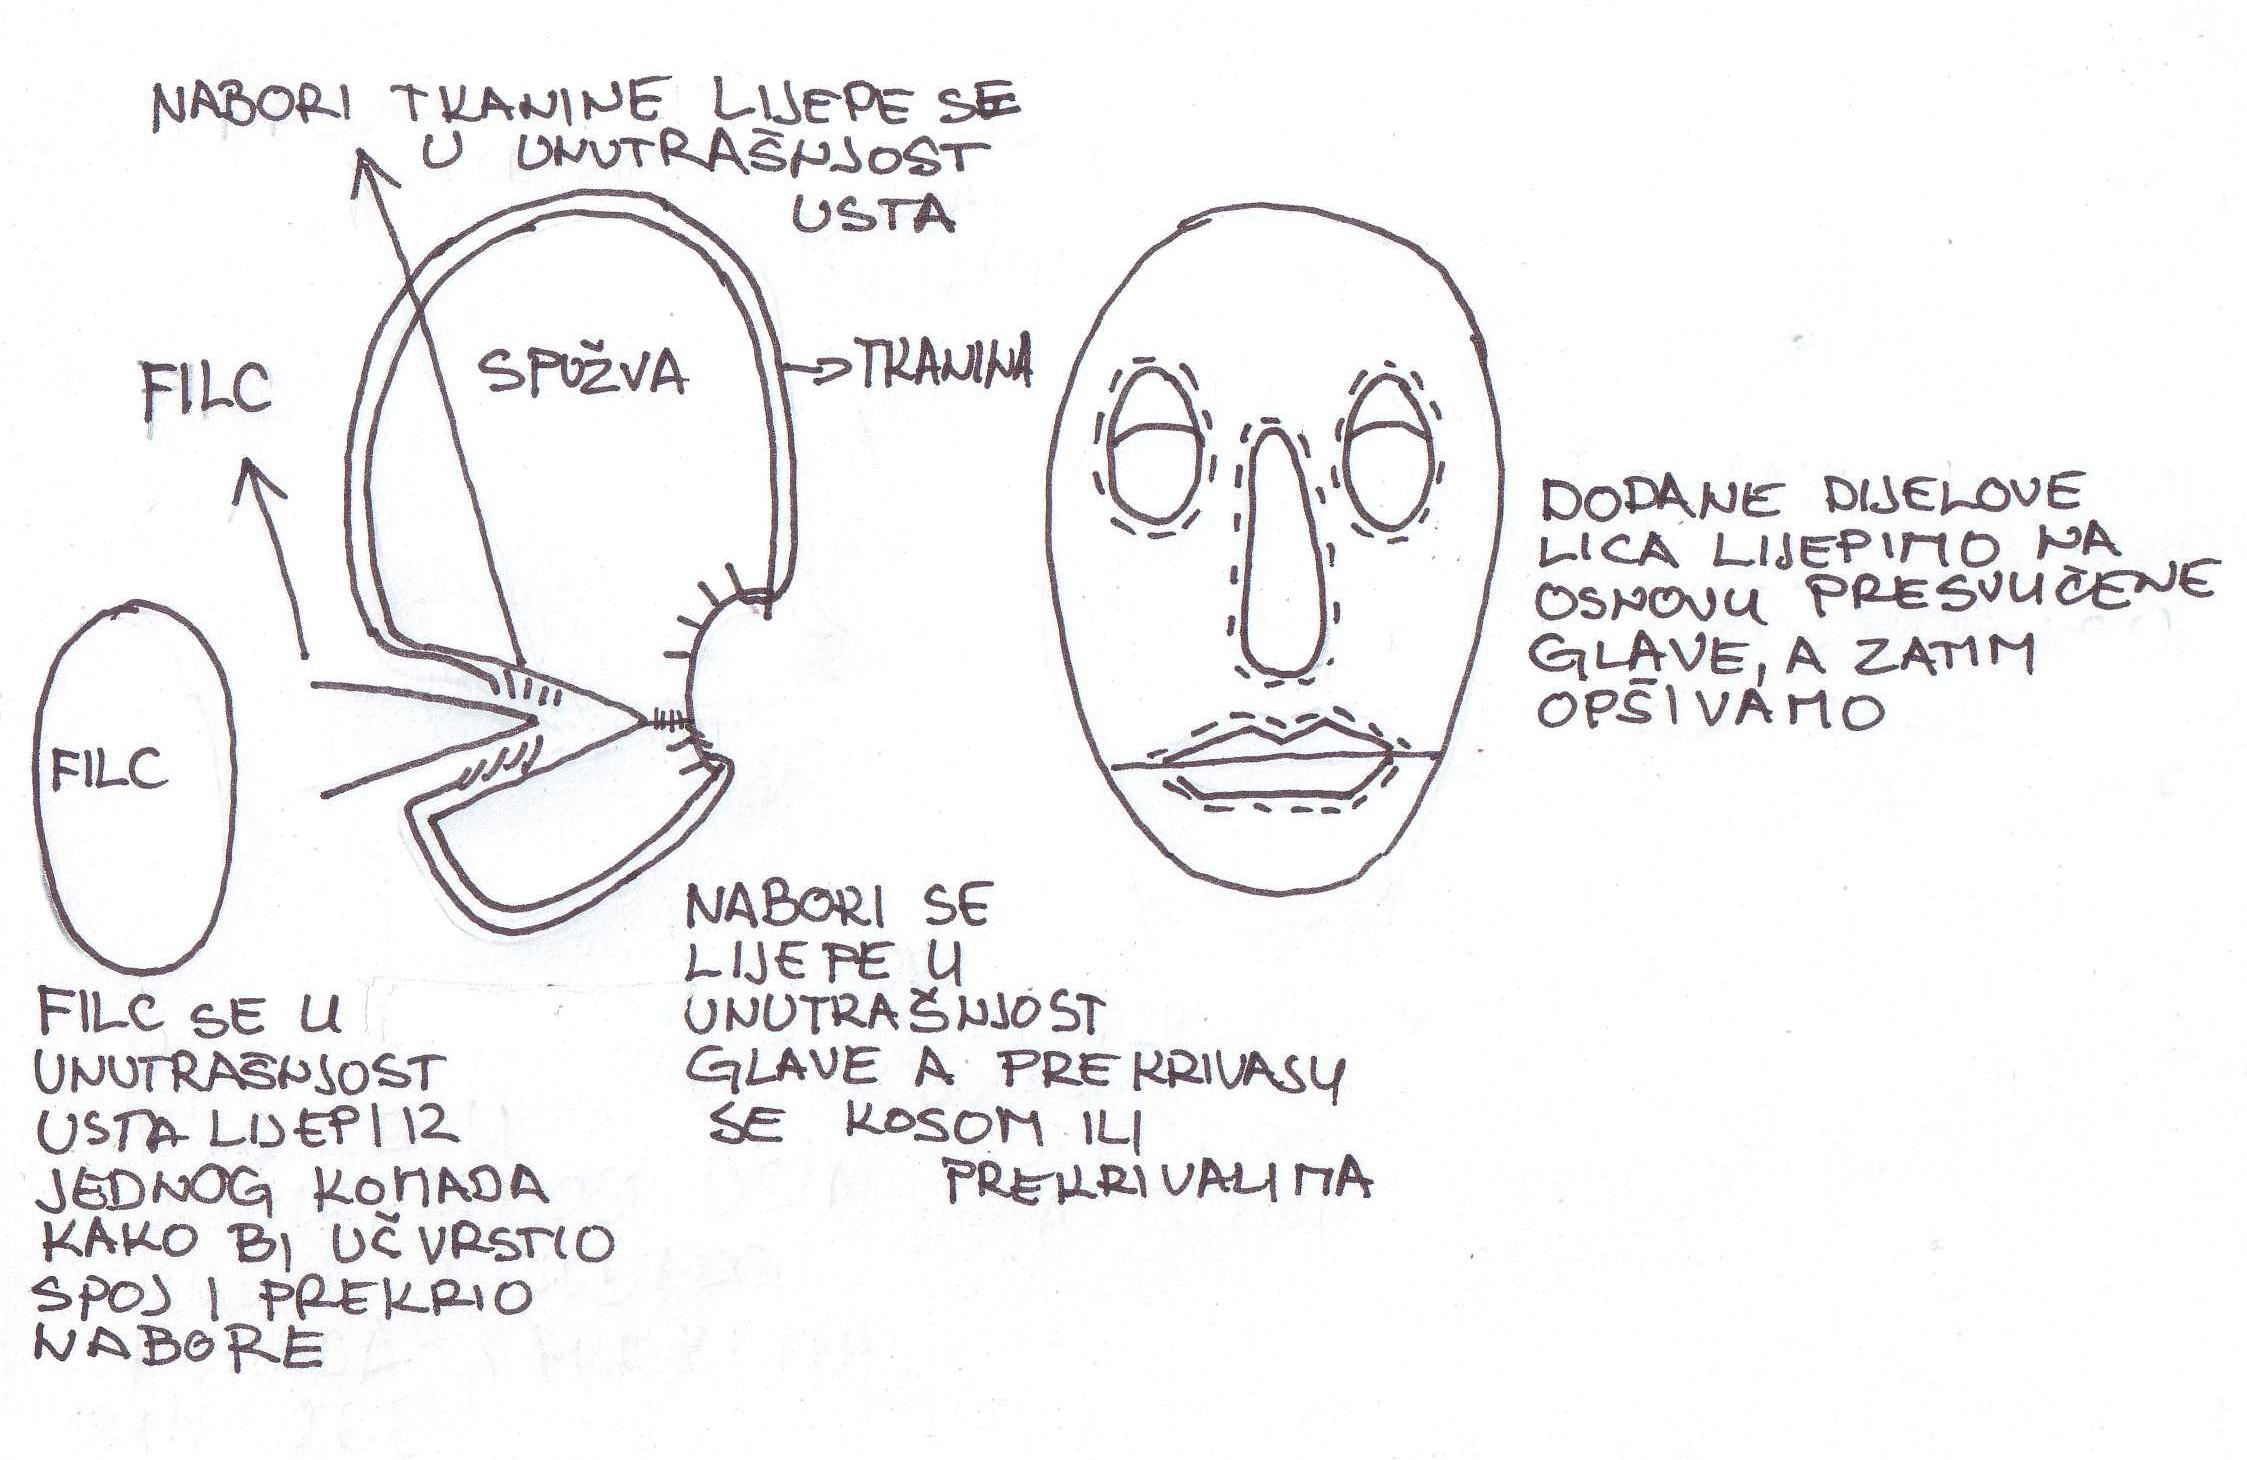 NABORI TKANINE LIJEPE SE
U UNUTRAŠNJOST
USTA
FILC
SPUŽVA
TKANINA
FILC
DODANE DIJELOVE
LICA LIJEPIMO NA
OSNOVU PRESVUČENE
GLAVE, A ZATIM
OPŠIVAMO
NABORI SE
LIJEPE U
UNUTRAŠNJOST
GLAVE A PREKRIVAJU
SE KOSOM ILI
PREKRIVALIMA
FILC SE U
UNUTRAŠNJOST
USTA LIJEPI IZ
JEDNOG KOMADA
KAKO BI UČVRSTIO
SPOJ I PREKRIO
NABORE